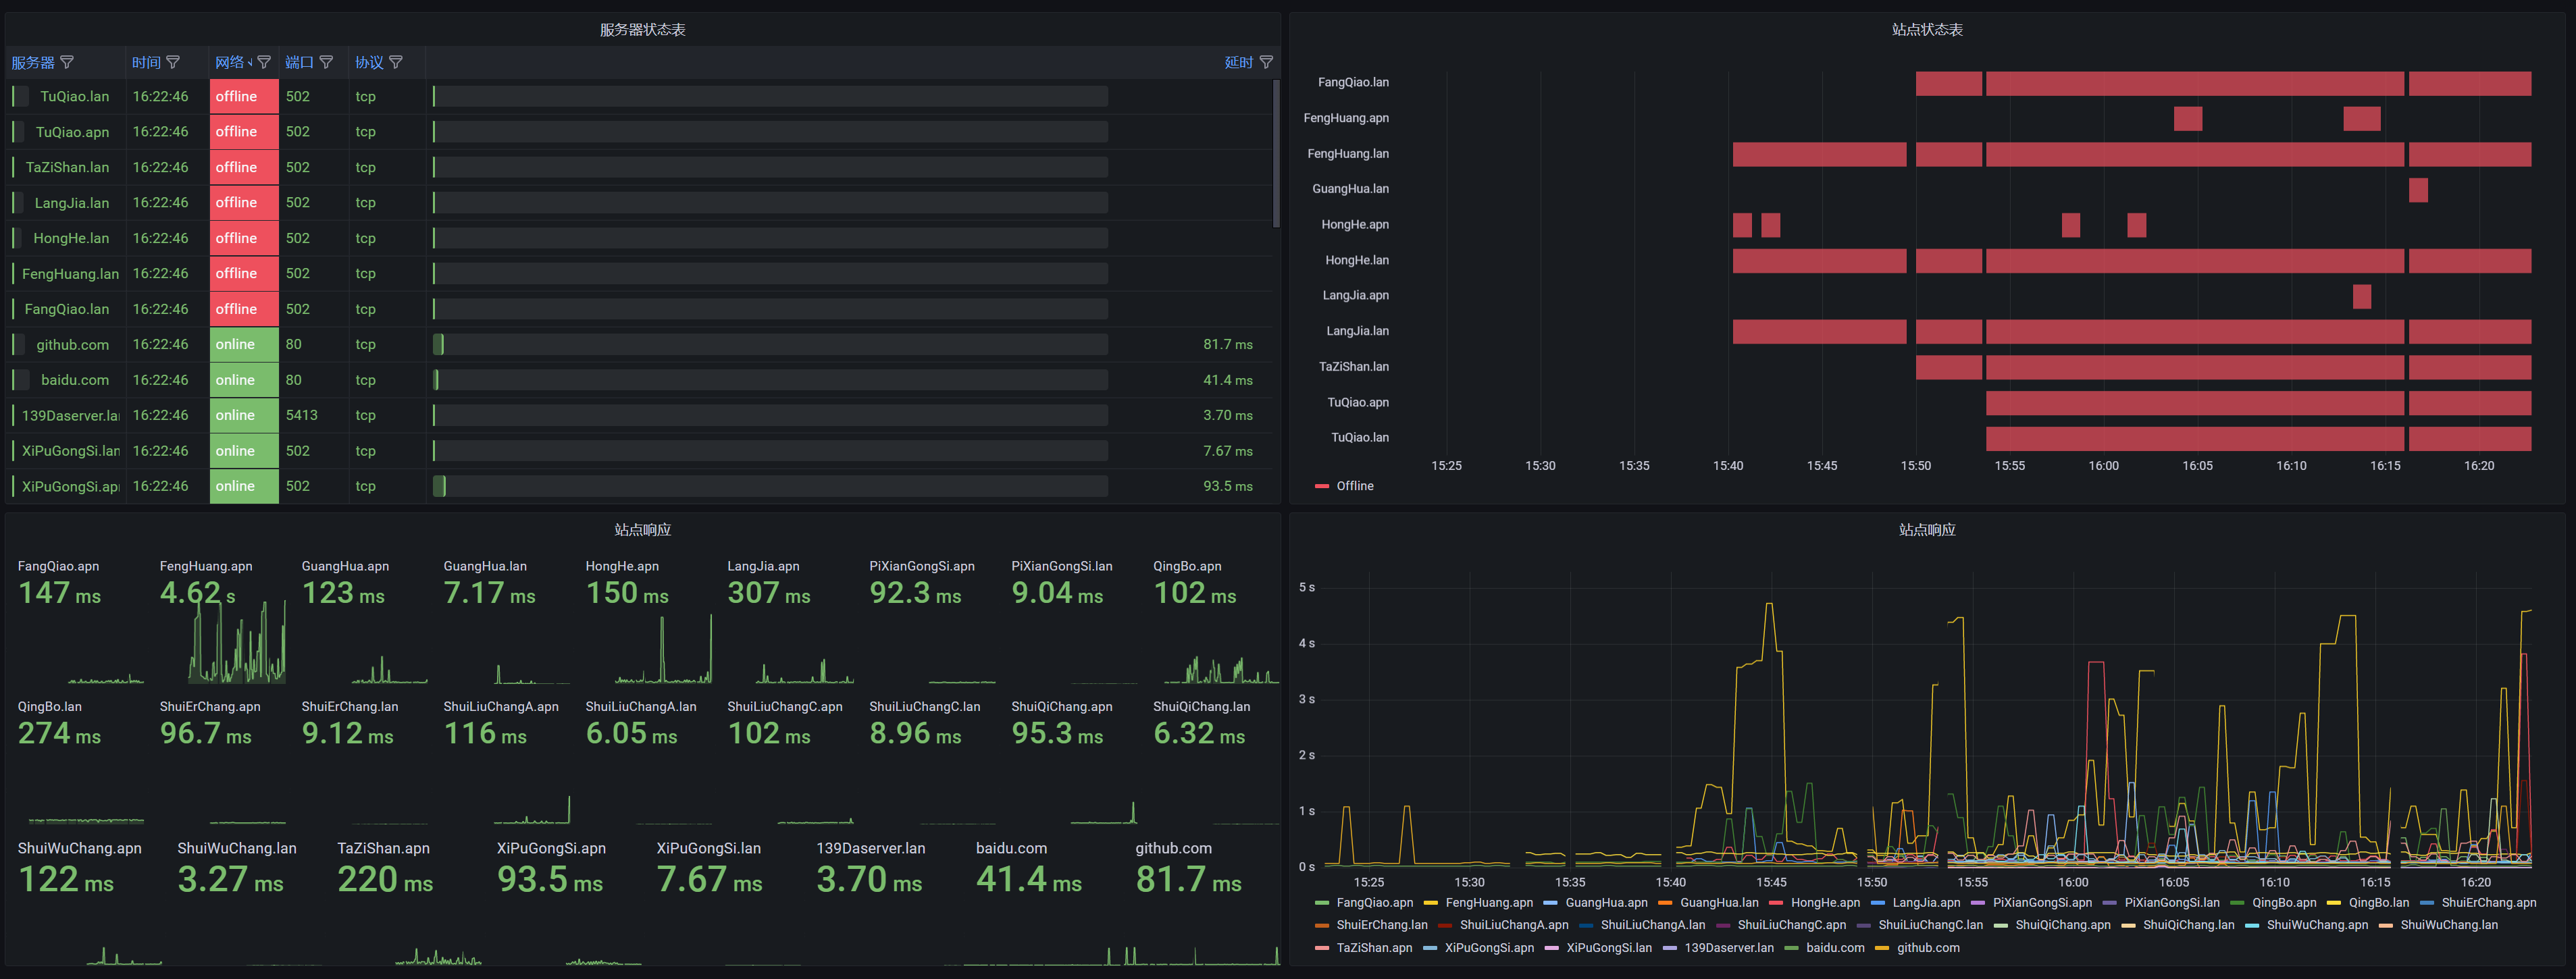 服务器状态表
服务器 时间 网络 端口 协议 延时
TuQiao.lan 16:22:46 offline 502 tcp
TuQiao.apn 16:22:46 offline 502 tcp
TaZiShan.lan 16:22:46 offline 502 tcp
LangJia.lan 16:22:46 offline 502 tcp
HongHe.lan 16:22:46 offline 502 tcp
FengHuang.lan 16:22:46 offline 502 tcp
FangQiao.lan 16:22:46 offline 502 tcp
github.com 16:22:46 online 80 tcp 81.7 ms
baidu.com 16:22:46 online 80 tcp 41.4 ms
139Daserver.la 16:22:46 online 5413 tcp 3.70 ms
XiPuGongSi.lan 16:22:46 online 502 tcp 7.67 ms
XiPuGongSi.ap 16:22:46 online 502 tcp 93.5 ms
站点状态表
FangQiao.lan
FengHuang.apn
FengHuang.lan
GuangHua.lan
HongHe.apn
HongHe.lan
LangJia.apn
LangJia.lan
TaZiShan.lan
TuQiao.apn
TuQiao.lan
15:25 15:30 15:35 15:40 15:45 15:50 15:55 16:00 16:05 16:10 16:15 16:20
Offline
站点响应
FangQiao.apn FengHuang.apn GuangHua.apn GuangHua.lan HongHe.apn LangJia.apn PiXianGongSi.apn PiXianGongSi.lan QingBo.apn
147 ms 4.62 s 123 ms 7.17 ms 150 ms 307 ms 92.3 ms 9.04 ms 102 ms
QingBo.lan ShuiErChang.apn ShuiErChang.lan ShuiLiuChangA.apn ShuiLiuChangA.lan ShuiLiuChangC.apn ShuiLiuChangC.lan ShuiQiChang.apn ShuiQiChang.lan
274 ms 96.7 ms 9.12 ms 116 ms 6.05 ms 102 ms 8.96 ms 95.3 ms 6.32 ms
ShuiWuChang.apn ShuiWuChang.lan TaZiShan.apn XiPuGongSi.apn XiPuGongSi.lan 139Daserver.lan baidu.com github.com
122 ms 3.27 ms 220 ms 93.5 ms 7.67 ms 3.70 ms 41.4 ms 81.7 ms
站点响应
5 s
4 s
3 s
2 s
1 s
0 s
15:25 15:30 15:35 15:40 15:45 15:50 15:55 16:00 16:05 16:10 16:15 16:20
FangQiao.apn FengHuang.apn GuangHua.apn GuangHua.lan HongHe.apn LangJia.apn PiXianGongSi.apn PiXianGongSi.lan QingBo.apn QingBo.lan ShuiErChang.apn
ShuiErChang.lan ShuiLiuChangA.apn ShuiLiuChangA.lan ShuiLiuChangC.apn ShuiLiuChangC.lan ShuiQiChang.apn ShuiQiChang.lan ShuiWuChang.apn ShuiWuChang.lan
TaZiShan.apn XiPuGongSi.apn XiPuGongSi.lan 139Daserver.lan baidu.com github.com